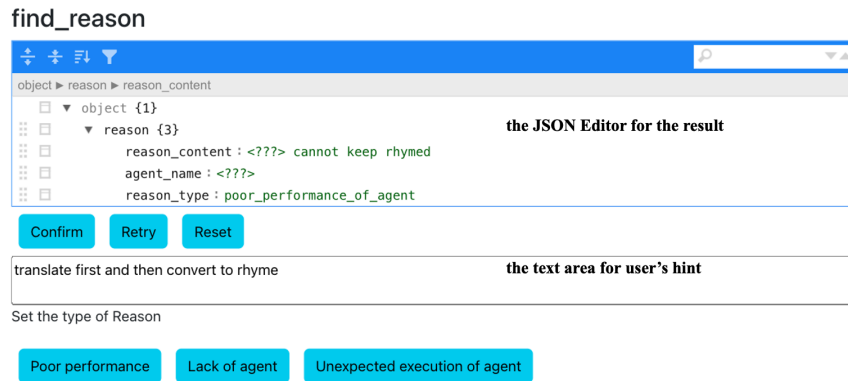 find_reason
object ▶ reason ▶ reason_content
▼ object {1}
▼ reason {3}
the JSON Editor for the result
reason_content : <???> cannot keep rhymed
agent_name : <???>
reason_type : poor_performance_of_agent
Confirm Retry Reset
translate first and then convert to rhyme
the text area for user’s hint
Set the type of Reason
Poor performance Lack of agent Unexpected execution of agent